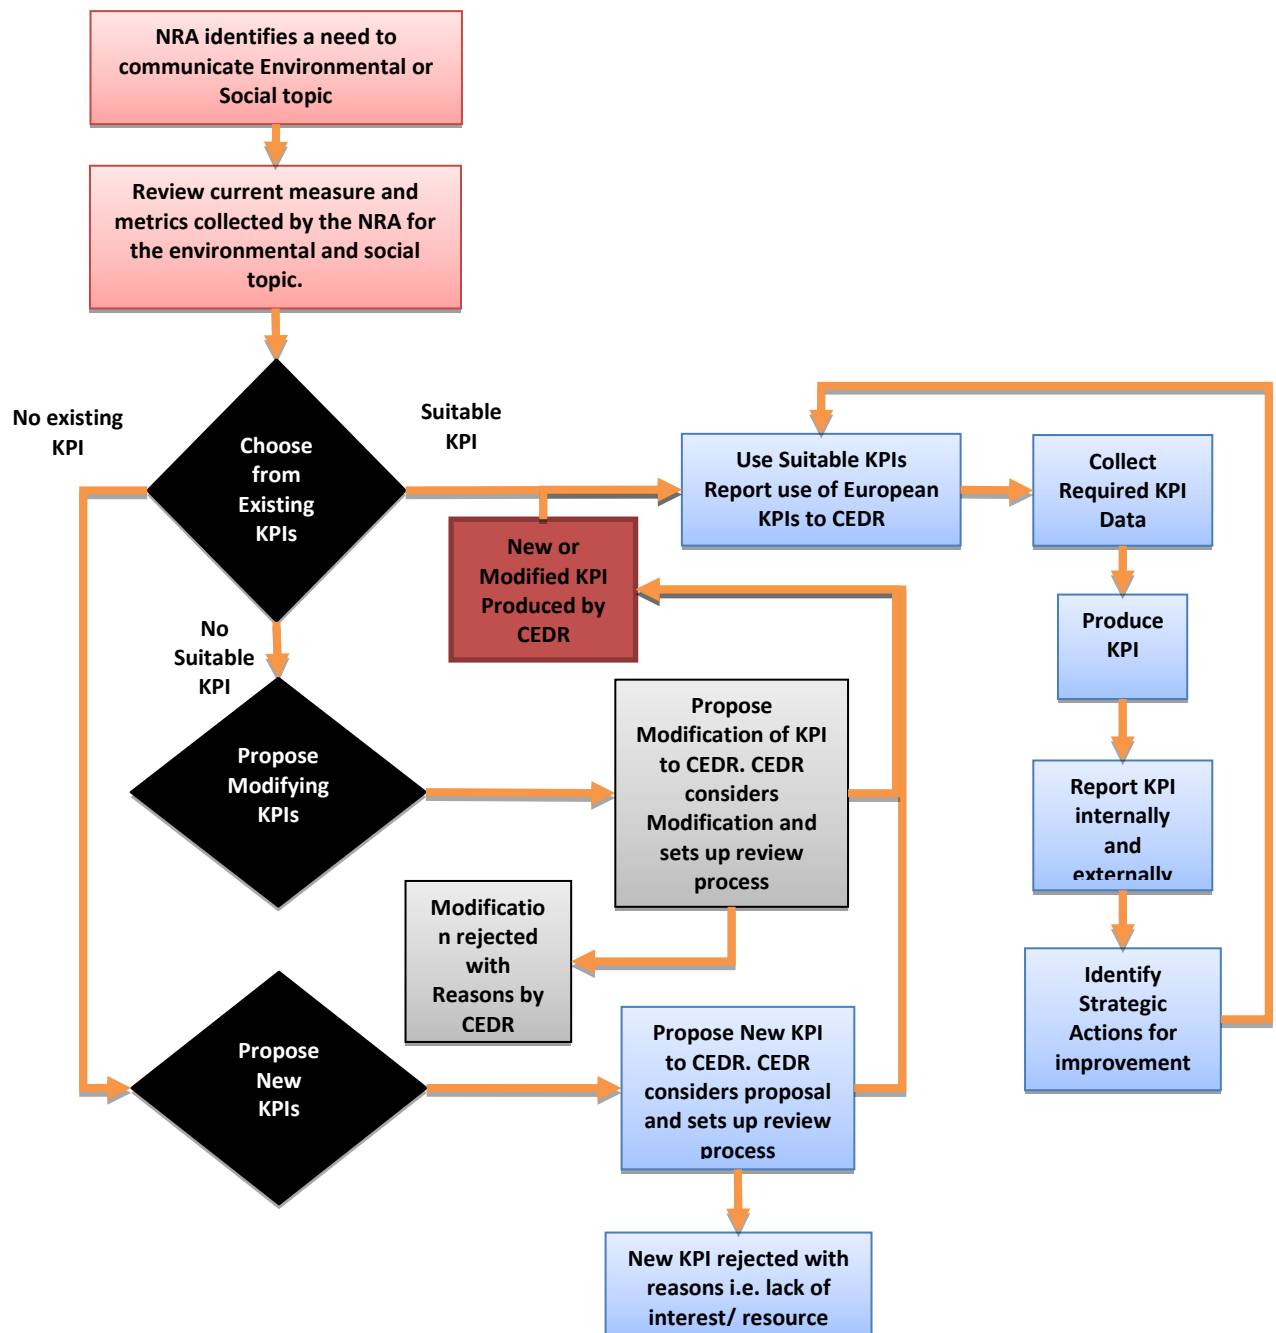 NRA identifies a need to
communicate Environmental or
Social topic
Review current measure and
metrics collected by the NRA for
the environmental and social
topic.
No existing
KPI
Choose
from
Existing
KPIs
Suitable
KPI
Use Suitable KPIs
Report use of European
KPIs to CEDR
Collect
Required KPI
Data
New or
Modified KPI
Produced by
CEDR
No
Suitable
KPI
Produce
KPI
Propose
Modifying
KPIs
Propose
Modification of KPI
to CEDR. CEDR
considers
Modification and
sets up review
process
Report KPI
internally
and
externally
Modificatio
n rejected
with
Reasons by
CEDR
Identify
Strategic
Actions for
improvement
Propose
New
KPIs
Propose New KPI
to CEDR. CEDR
considers proposal
and sets up review
process
New KPI rejected with
reasons i.e. lack of
interest/ resource